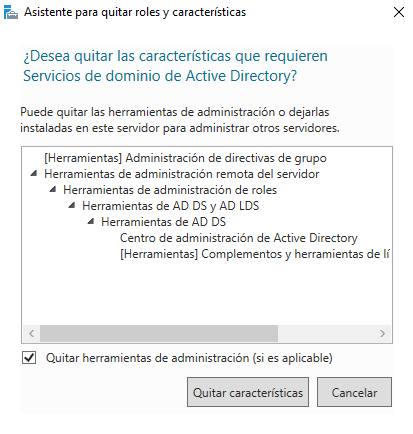 Asistente para quitar roles y características
¿Desea quitar las características que requieren
Servicios de dominio de Active Directory?
Puede quitar las herramientas de administración o dejarlas
instaladas en este servidor para administrar otros servidores.
[Herramientas] Administración de directivas de grupo
Herramientas de administración remota del servidor
Herramientas de administración de roles
Herramientas de AD DS y AD LDS
Herramientas de AD DS
Centro de administración de Active Directory
[Herramientas] Complementos y herramientas de lí
Quitar herramientas de administración (si es aplicable)
Quitar características Cancelar